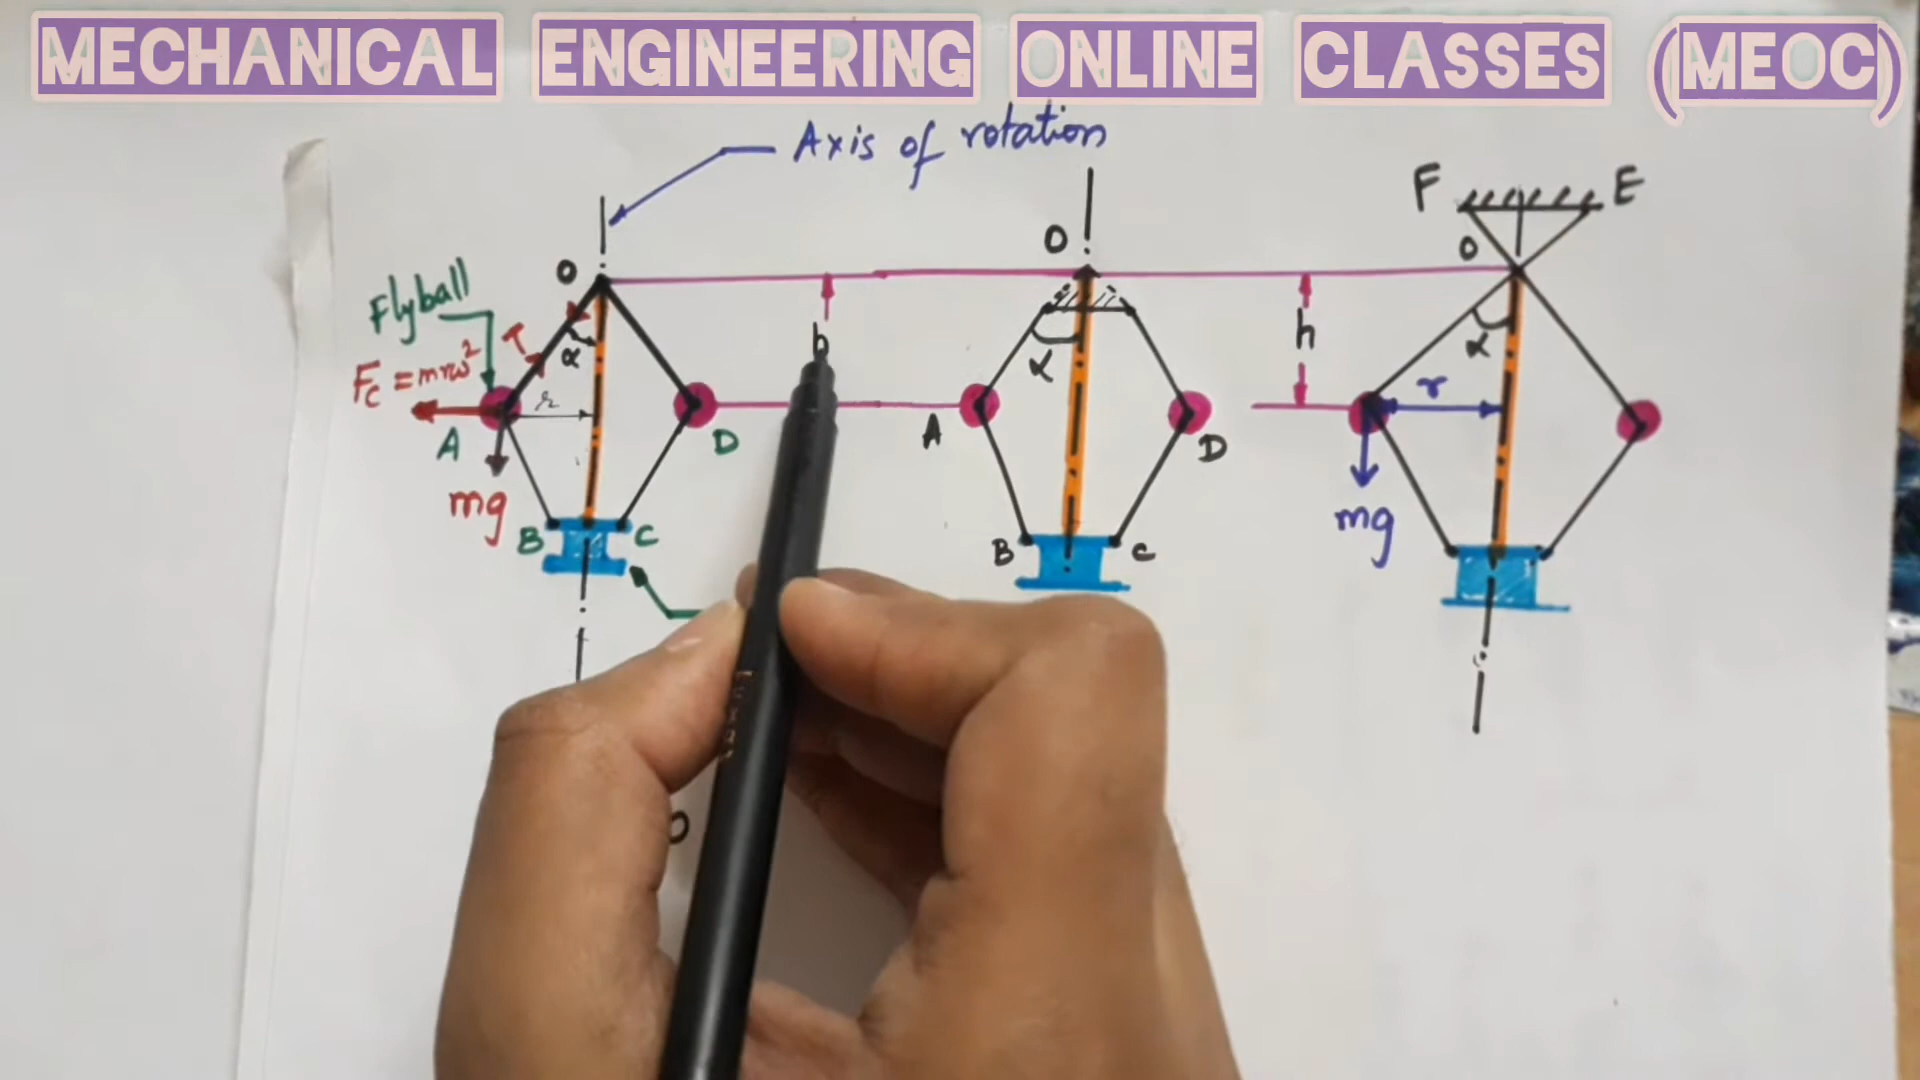 MECHANICAL ENGINEERING ONLINE CLASSES (MEOC)
Axis of rotation
F E
O O O
Flyball
T
α
h
h
α
α
Fc = mrω²
r
r
A D
A D
mg
mg
B C
B C